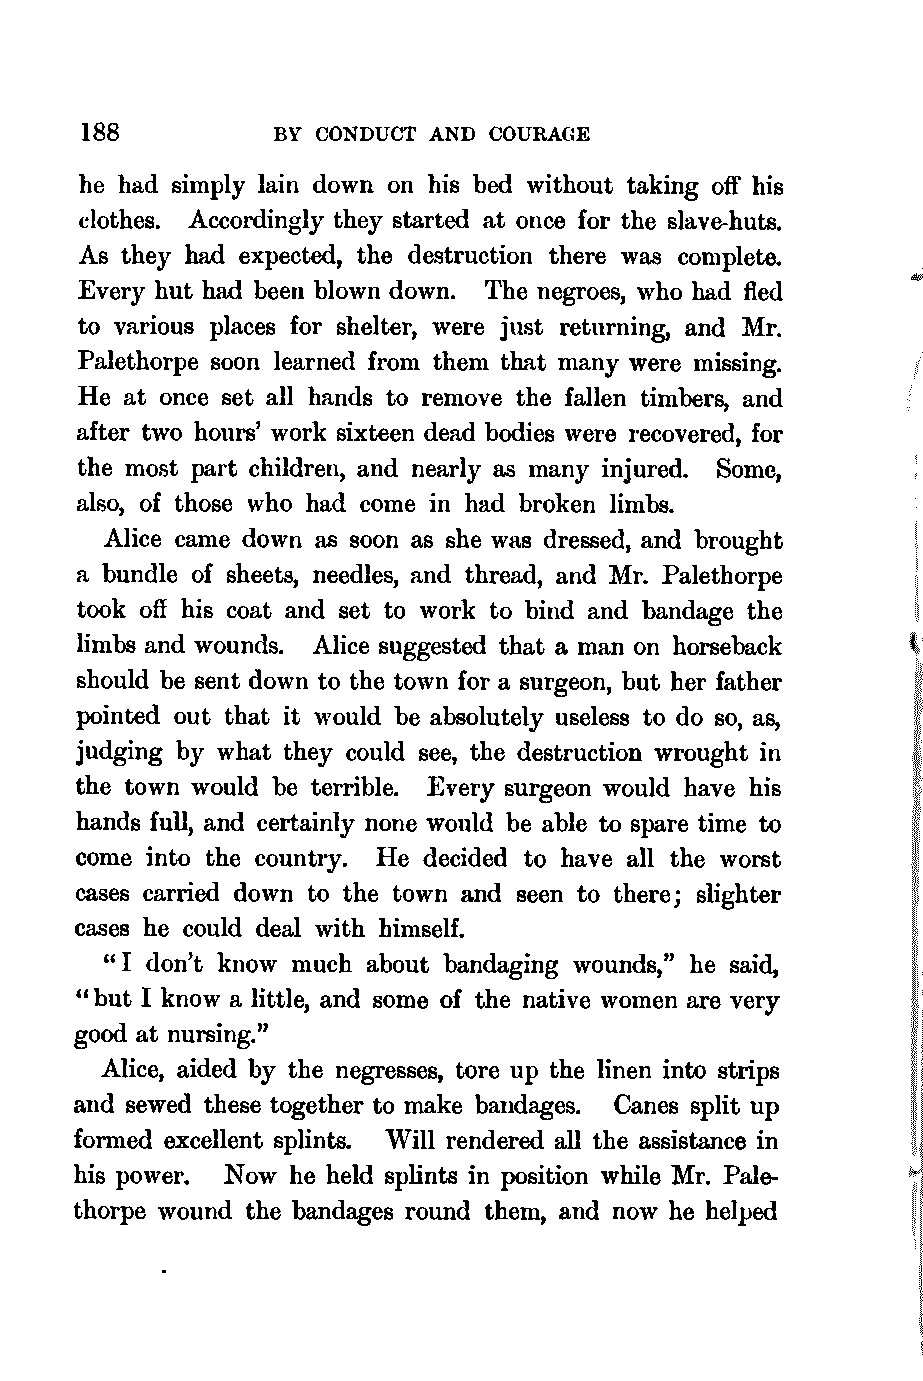 188 BY CONDUCT AND COURAGE
he had simply lain down on his bed without taking off his
clothes. Accordingly they started at once for the slave-huts.
As they had expected, the destruction there was complete.
Every hut had been blown down. The negroes, who had fled
to various places for shelter, were just returning, and Mr.
Palethorpe soon learned from them that many were missing.
He at once set all hands to remove the fallen timbers, and
after two hours' work sixteen dead bodies were recovered, for
the most part children, and nearly as many injured. Some,
also, of those who had come in had broken limbs.
Alice came down as soon as she was dressed, and brought
a bundle of sheets, needles, and thread, and Mr. Palethorpe
took off his coat and set to work to bind and bandage the
limbs and wounds. Alice suggested that a man on horseback
should be sent down to the town for a surgeon, but her father
pointed out that it would be absolutely useless to do so, as,
judging by what they could see, the destruction wrought in
the town would be terrible. Every surgeon would have his
hands full, and certainly none would be able to spare time to
come into the country. He decided to have all the worst
cases carried down to the town and seen to there; slighter
cases he could deal with himself.
"I don't know much about bandaging wounds," he said,
"but I know a little, and some of the native women are very
good at nursing."
Alice, aided by the negresses, tore up the linen into strips
and sewed these together to make bandages. Canes split up
formed excellent splints. Will rendered all the assistance in
his power. Now he held splints in position while Mr. Pale-
thorpe wound the bandages round them, and now he helped